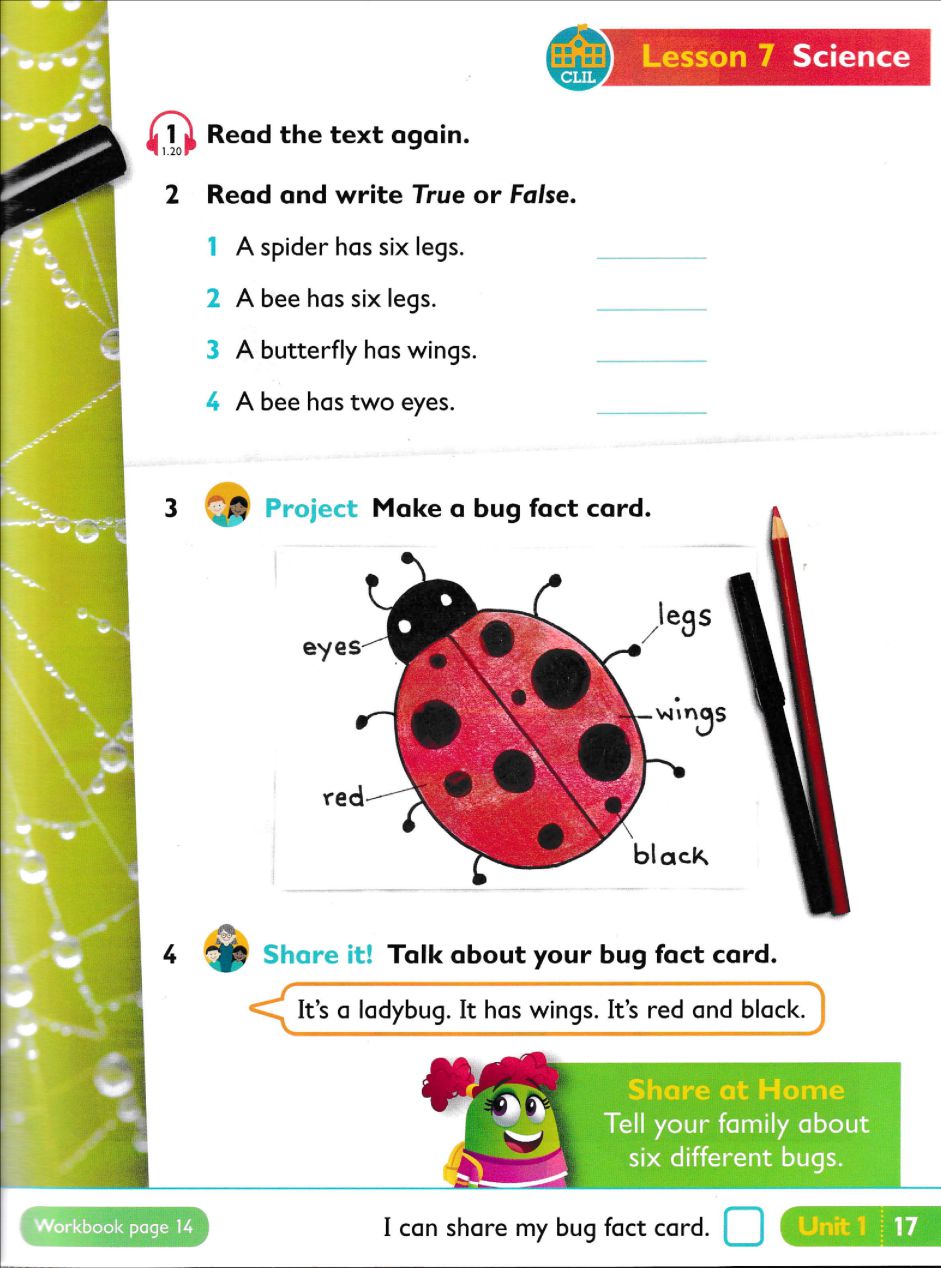 CLIL
Lesson 7 Science
1
1.20
Read the text again.
2 Read and write True or False.
1 A spider has six legs.
2 A bee has six legs.
3 A butterfly has wings.
4 A bee has two eyes.
3 Project Make a bug fact card.
eyes
legs
wings
red
black
4 Share it! Talk about your bug fact card.
It's a ladybug. It has wings. It's red and black.
Share at Home
Tell your family about
six different bugs.
Workbook page 14
I can share my bug fact card.
Unit 1 17